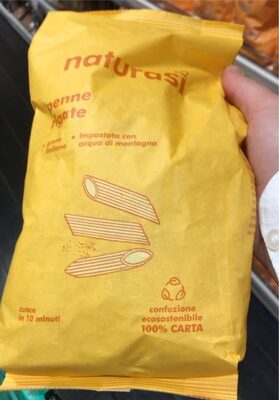 naturasì
penne
rigate
• grano
italiano
• impastata con
acqua di montagna
cuoce
in 10 minuti
confezione
ecosostenibile
100% CARTA